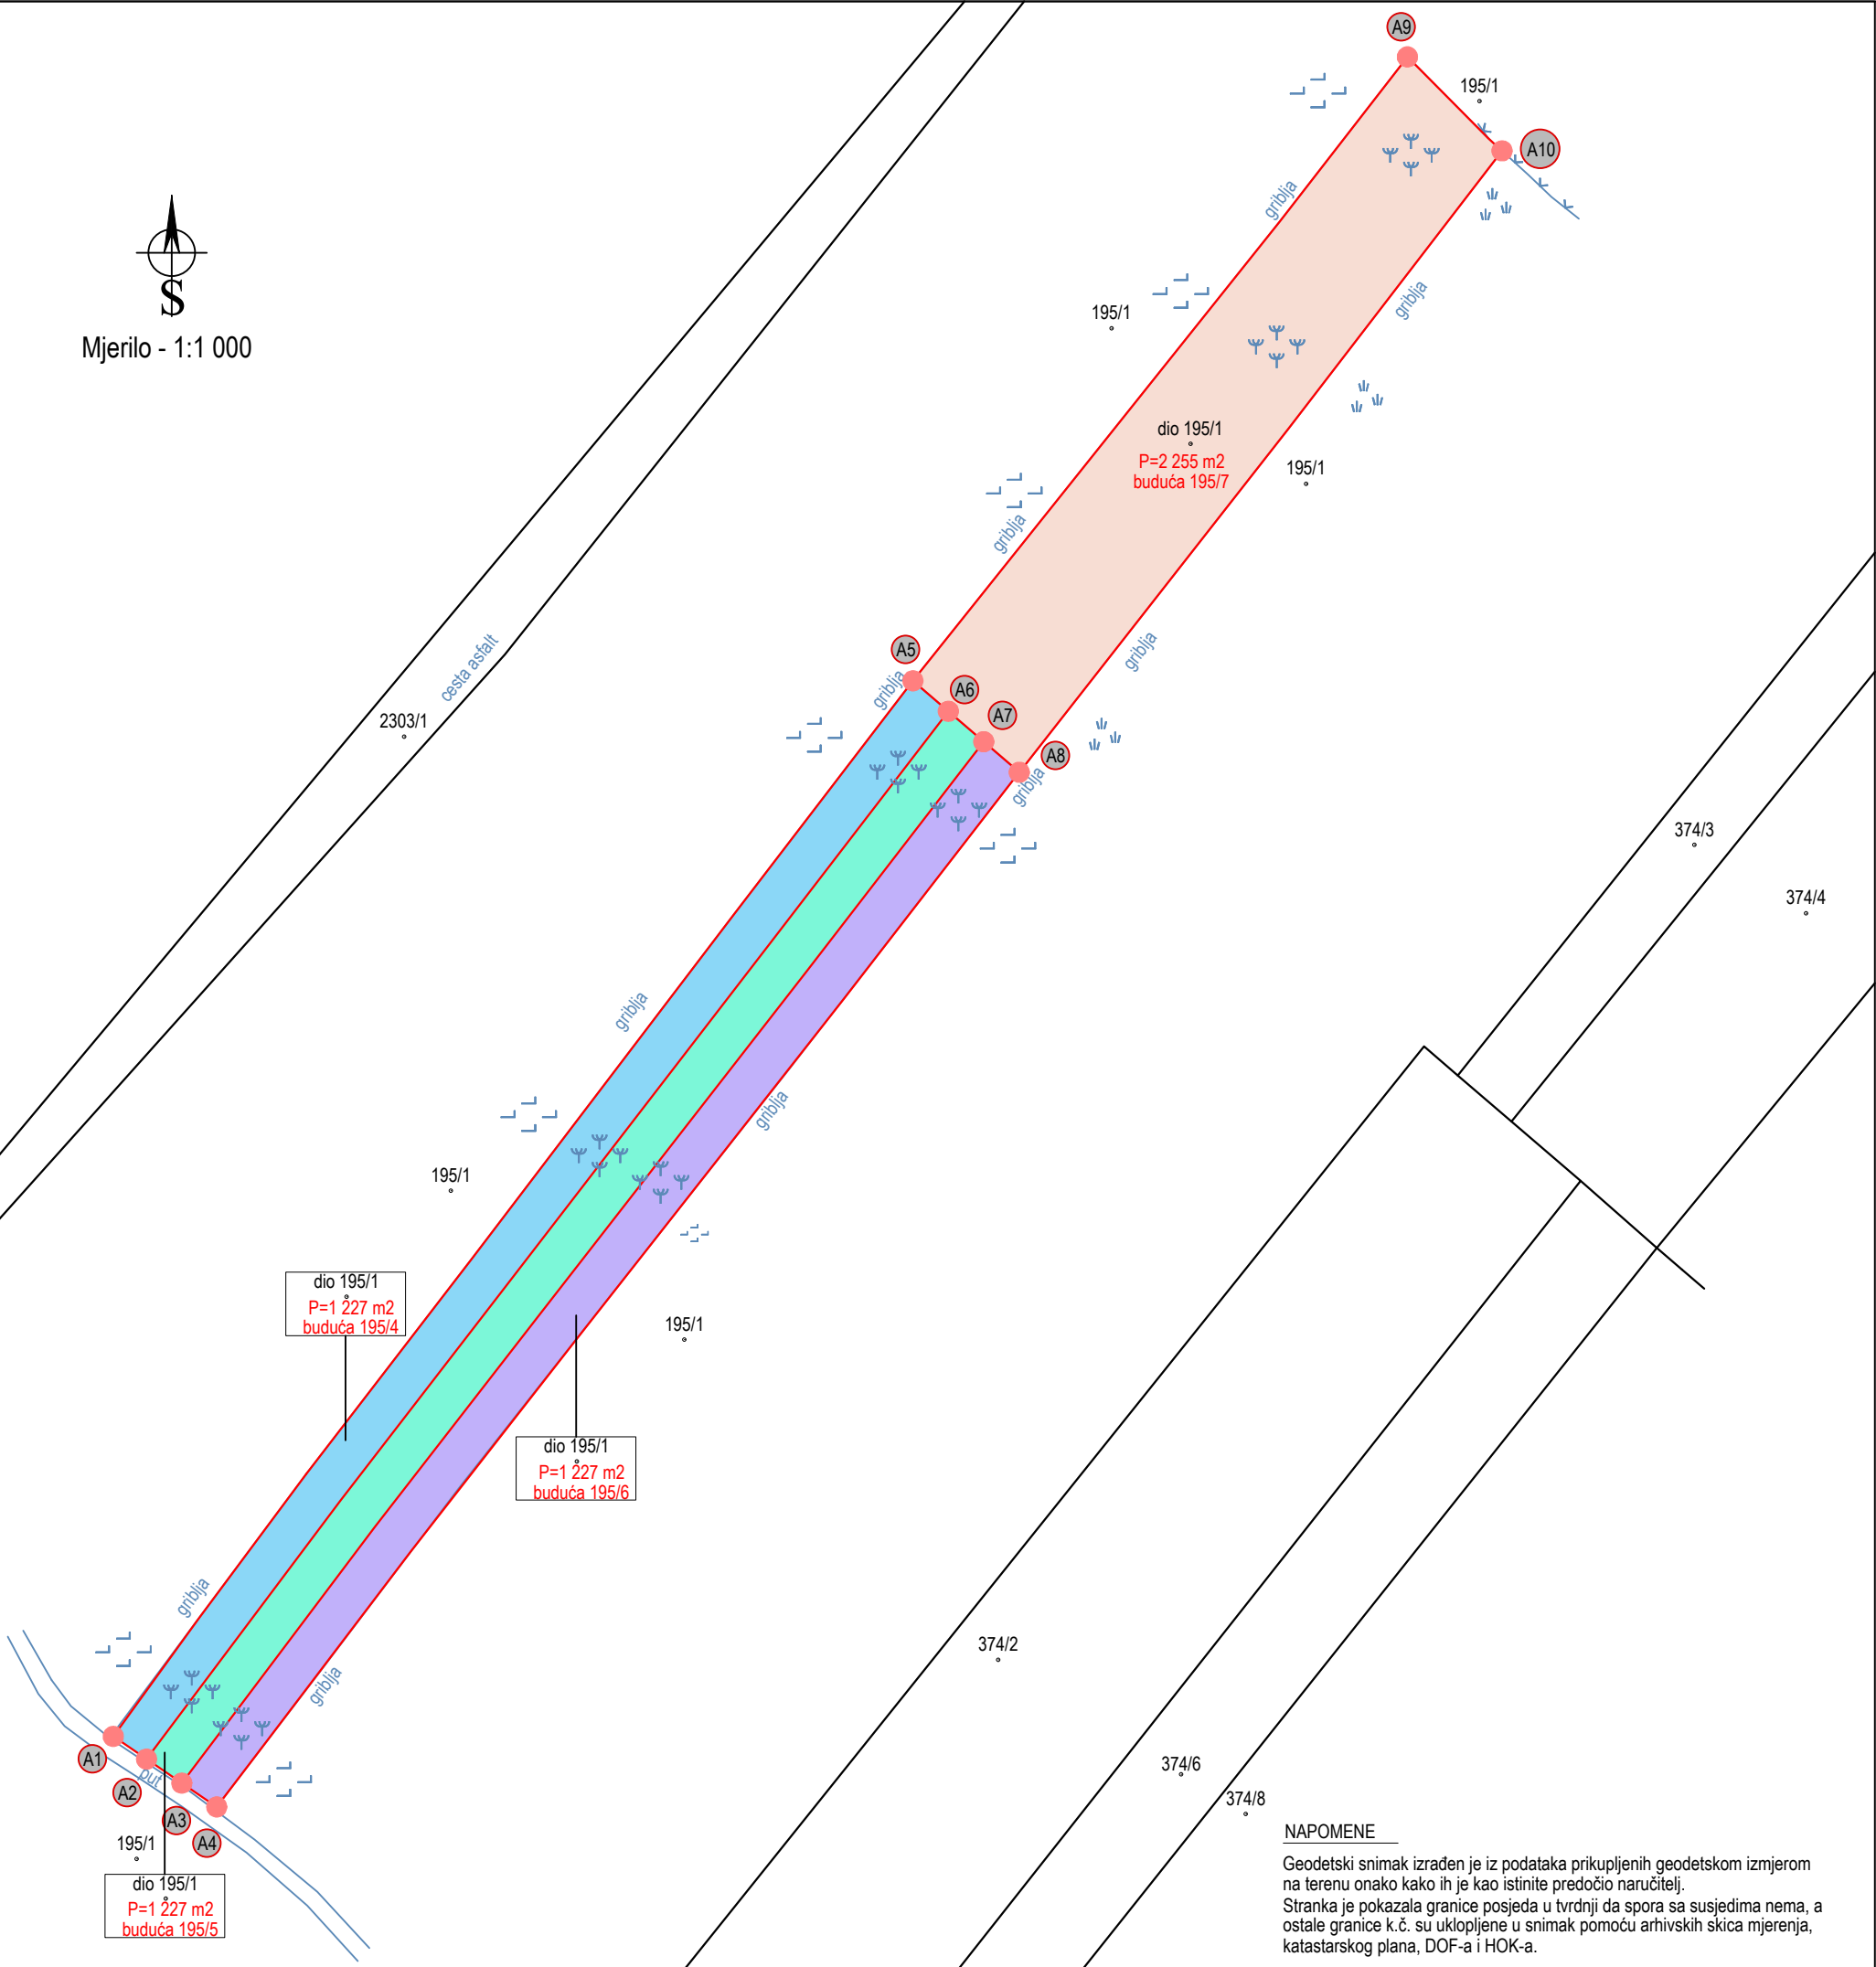 A9
195/1
A10
griblja
S
Mjerilo - 1:1 000
195/1
griblja
dio 195/1
P=2 255 m2
buduća 195/7
195/1
griblja
cesta asfalt
2303/1
A5
griblja
A6
A7
griblja
A8
griblja
374/3
374/4
griblja
griblja
195/1
dio 195/1
P=1 227 m2
buduća 195/4
195/1
dio 195/1
P=1 227 m2
buduća 195/6
griblja
griblja
374/2
A1
put
A2
A3
A4
195/1
374/6
374/8
dio 195/1
P=1 227 m2
buduća 195/5
NAPOMENE
Geodetski snimak izrađen je iz podataka prikupljenih geodetskom izmjerom
na terenu onako kako ih je kao istinite predočio naručitelj.
Stranka je pokazala granice posjeda u tvrdnji da spora sa susjedima nema, a
ostale granice k.č. su uklopljene u snimak pomoću arhivskih skica mjerenja,
katastarskog plana, DOF-a i HOK-a.